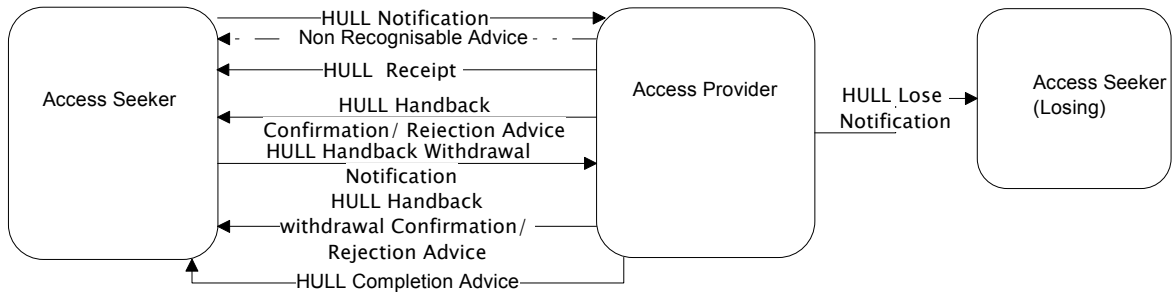 HULL Notification
Non Recognisable Advice
HULL Receipt
Access Seeker
HULL Handback
Confirmation/ Rejection Advice
HULL Handback Withdrawal
Notification
HULL Handback
withdrawal Confirmation/
Rejection Advice
HULL Completion Advice
Access Provider
HULL Lose
Notification
Access Seeker
(Losing)